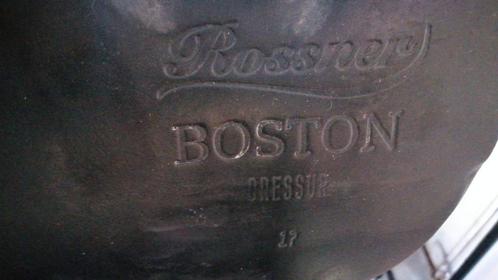 Rossner
BOSTON
DRESSUR
17